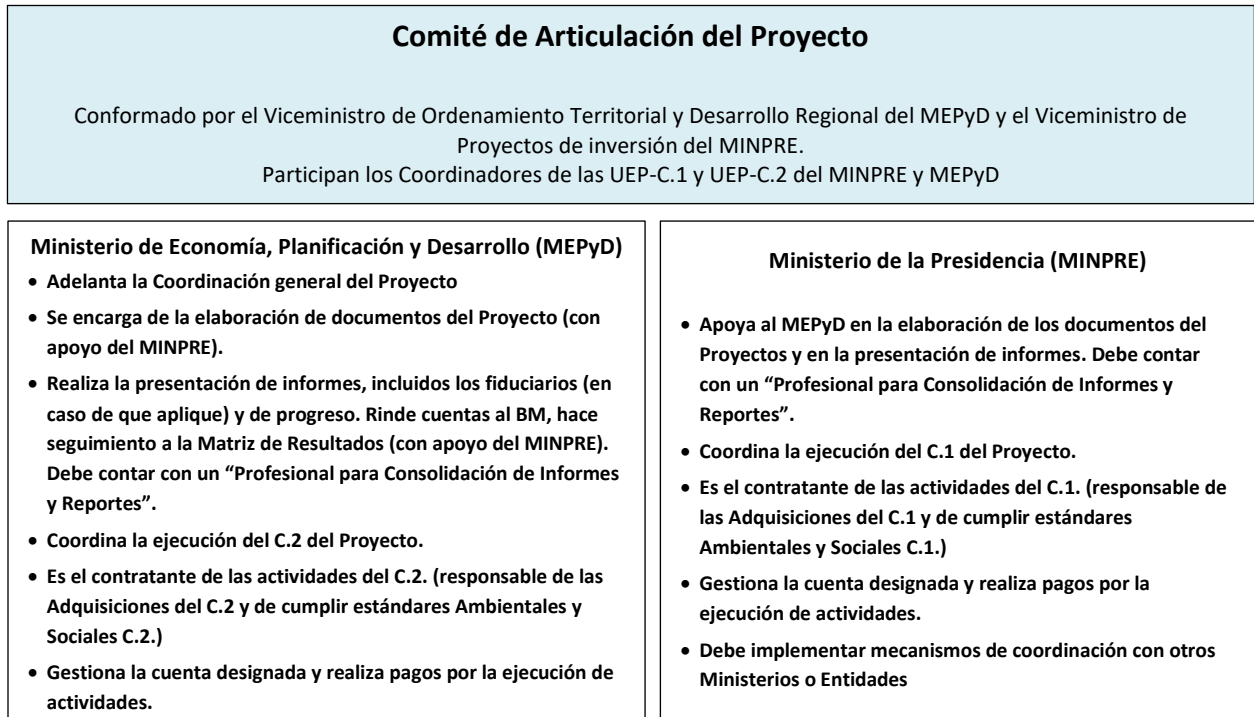 Comité de Articulación del Proyecto
Conformado por el Viceministro de Ordenamiento Territorial y Desarrollo Regional del MEPyD y el Viceministro de
Proyectos de inversión del MINPRE.
Participan los Coordinadores de las UEP-C.1 y UEP-C.2 del MINPRE y MEPyD
Ministerio de Economía, Planificación y Desarrollo (MEPyD)
• Adelanta la Coordinación general del Proyecto
• Se encarga de la elaboración de documentos del Proyecto (con
apoyo del MINPRE).
• Realiza la presentación de informes, incluidos los fiduciarios (en
caso de que aplique) y de progreso. Rinde cuentas al BM, hace
seguimiento a la Matriz de Resultados (con apoyo del MINPRE).
Debe contar con un “Profesional para Consolidación de Informes
y Reportes”.
• Coordina la ejecución del C.2 del Proyecto.
• Es el contratante de las actividades del C.2. (responsable de las
Adquisiciones del C.2 y de cumplir estándares Ambientales y
Sociales C.2.)
• Gestiona la cuenta designada y realiza pagos por la ejecución de
actividades.
Ministerio de la Presidencia (MINPRE)
• Apoya al MEPyD en la elaboración de los documentos del
Proyectos y en la presentación de informes. Debe contar
con un “Profesional para Consolidación de Informes y
Reportes”.
• Coordina la ejecución del C.1 del Proyecto.
• Es el contratante de las actividades del C.1. (responsable de
las Adquisiciones del C.1 y de cumplir estándares
Ambientales y Sociales C.1.)
• Gestiona la cuenta designada y realiza pagos por la
ejecución de actividades.
• Debe implementar mecanismos de coordinación con otros
Ministerios o Entidades